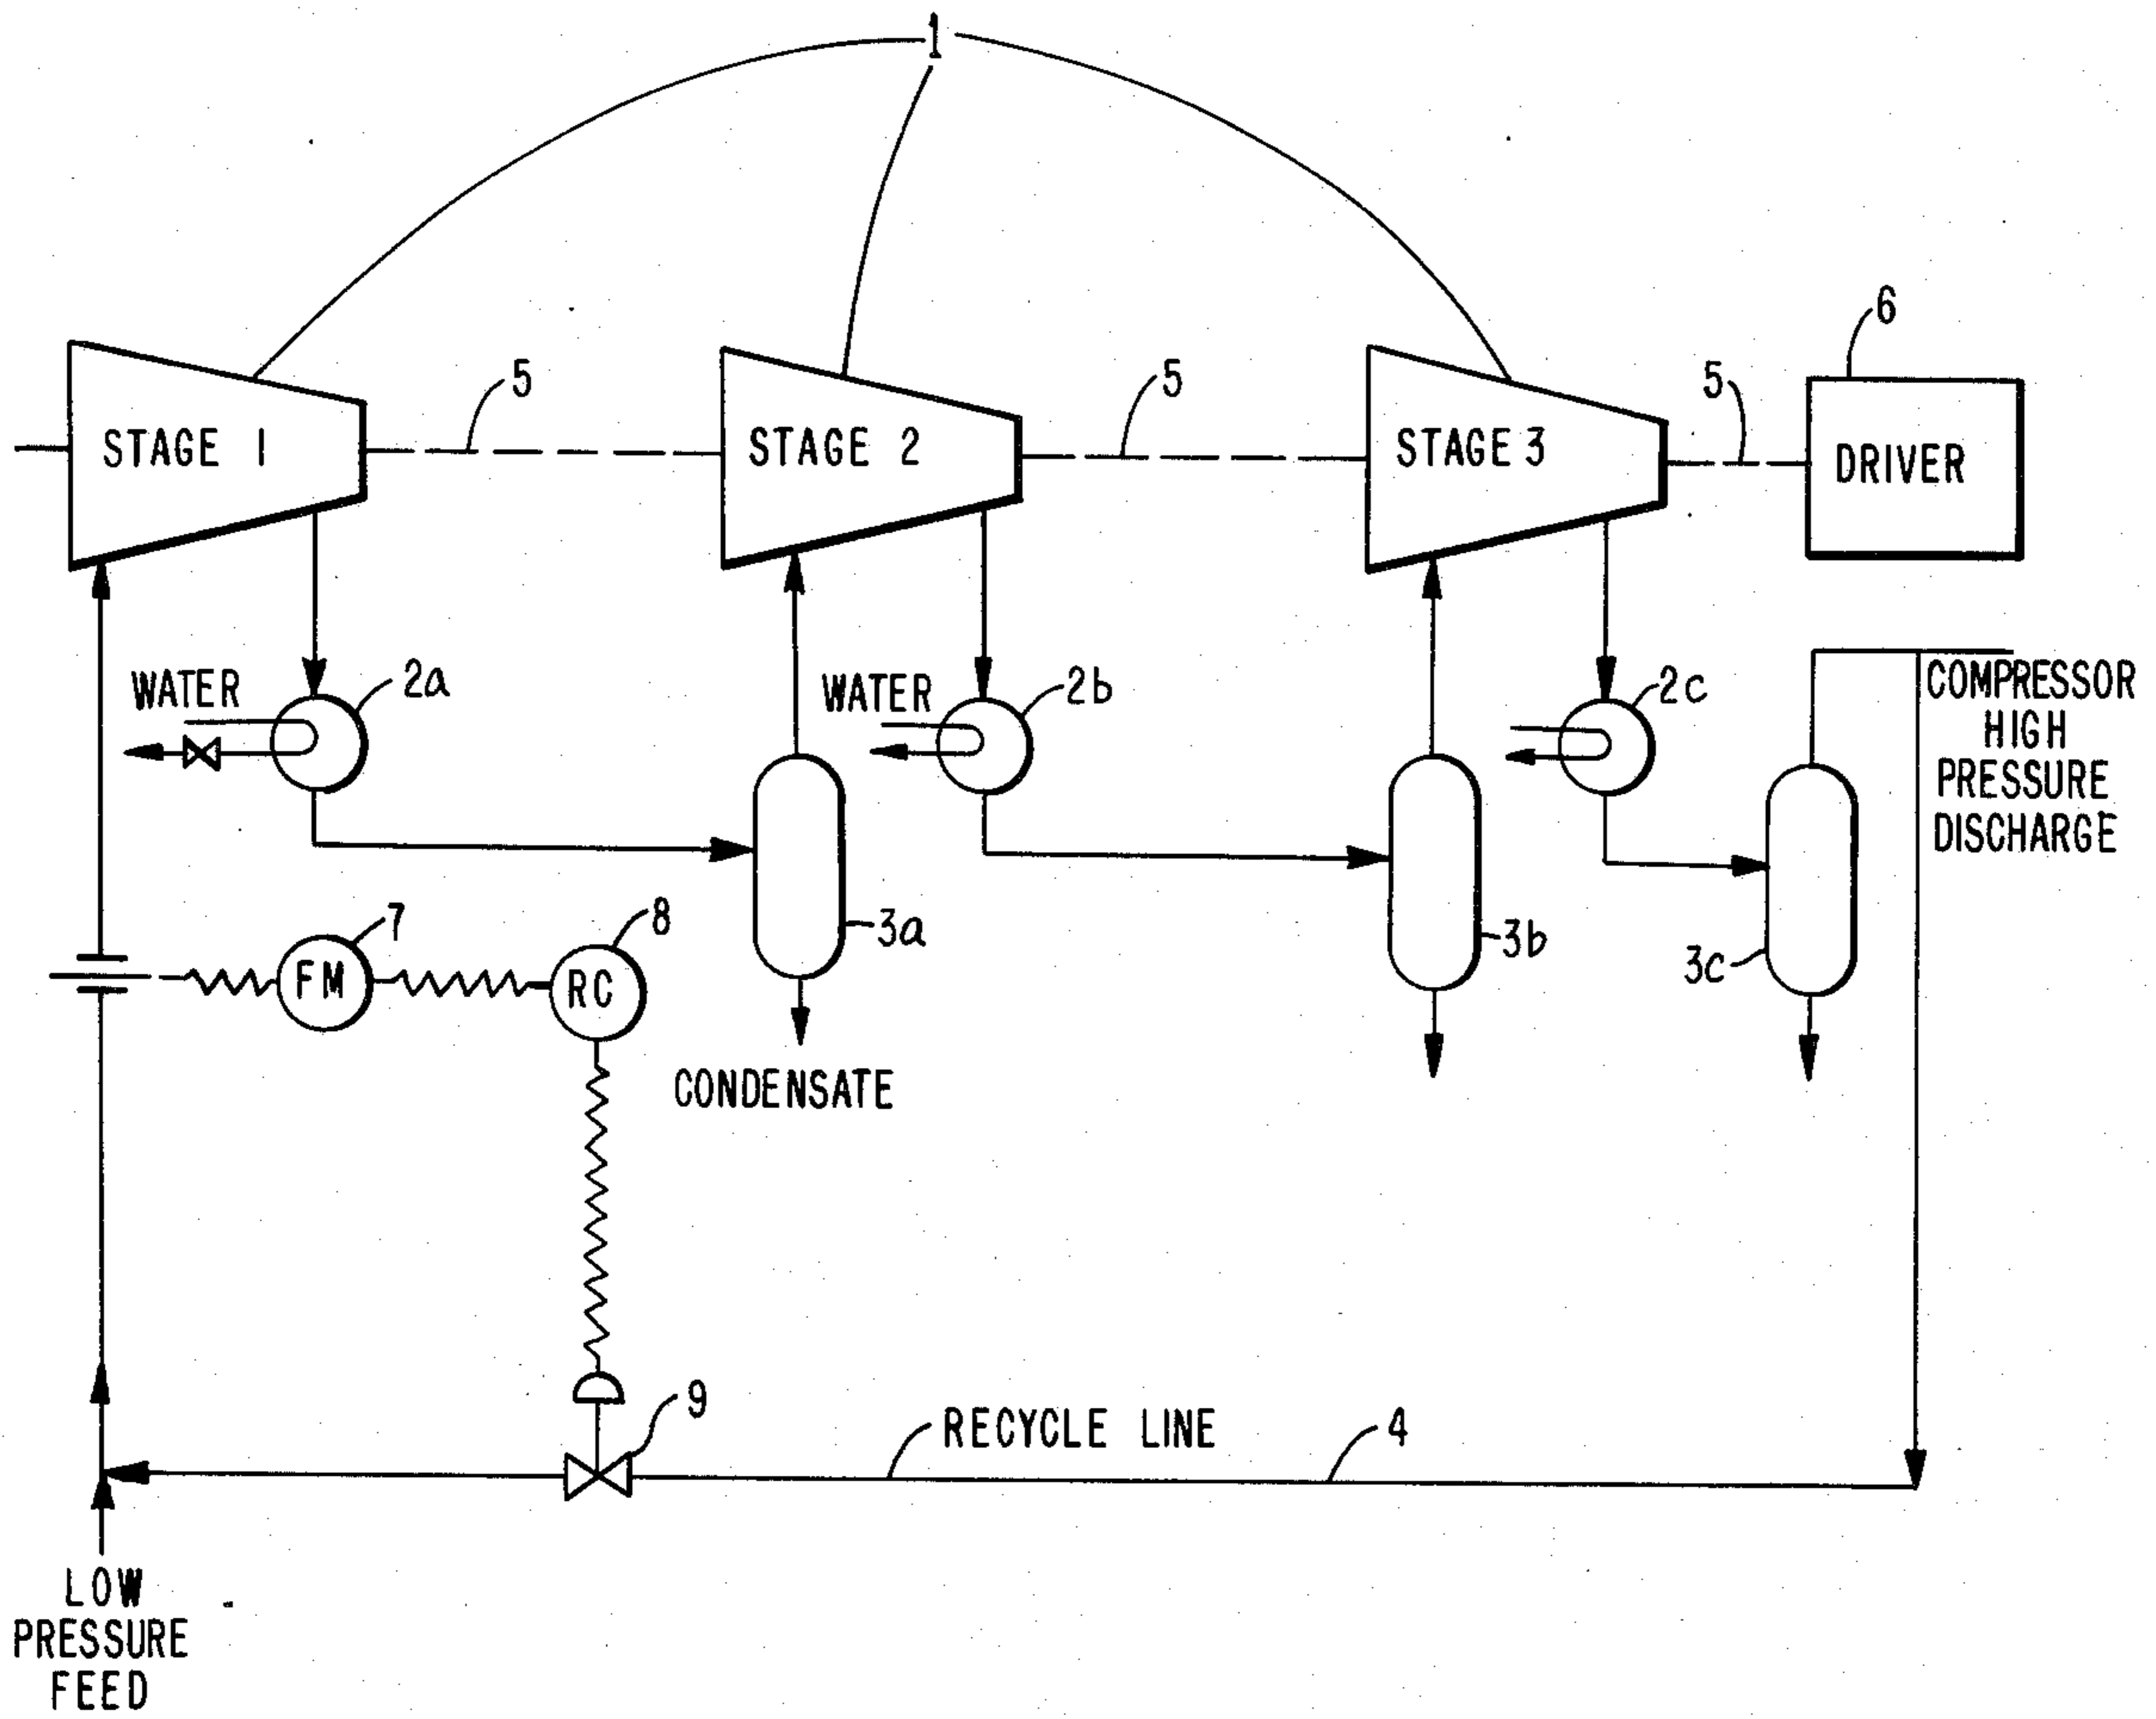 1
6
5
5
5
STAGE 1
STAGE 2
STAGE 3
DRIVER
WATER
2a
WATER
2b
2c
COMPRESSOR
HIGH
PRESSURE
DISCHARGE
7
8
3a
3b
3c
FM
RC
CONDENSATE
9
RECYCLE LINE
4
LOW
PRESSURE
FEED